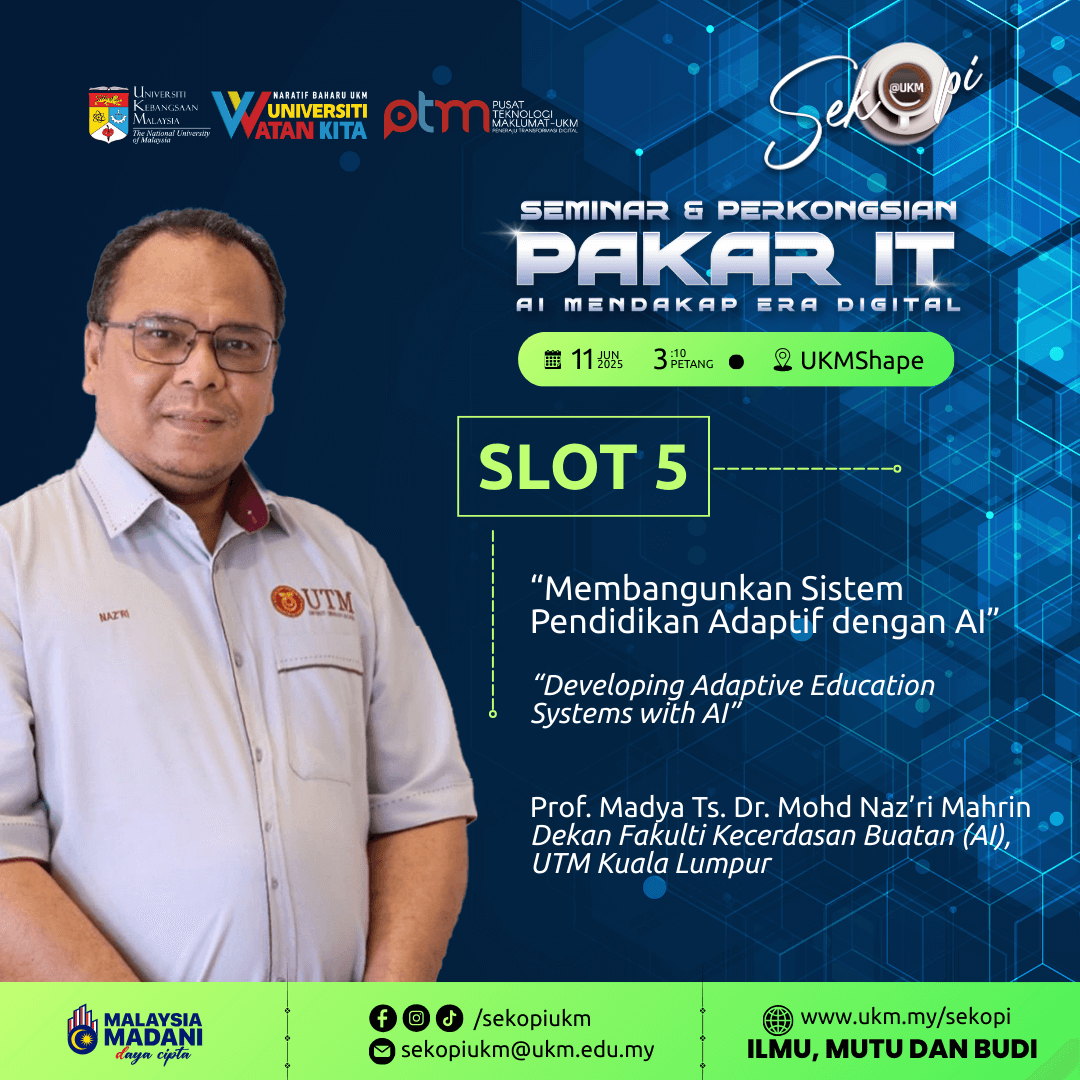 UNIVERSITI
KEBANGSAAN
MALAYSIA
The National University
of Malaysia
NARATIF BAHARU UKM
UNIVERSITI
WATAN KITA
ptm
PUSAT
TEKNOLOGI
MAKLUMAT-UKM
PENERAJU TRANSFORMASI DIGITAL
Sekopi
@UKM
SEMINAR & PERKONGSIAN
PAKAR IT
AI MENDAKAP ERA DIGITAL
11 JUN 2025 3:10 PETANG • UKMShape
SLOT 5
“Membangunkan Sistem
Pendidikan Adaptif dengan AI”
“Developing Adaptive Education
Systems with AI”
NAZ'RI
UTM
Prof. Madya Ts. Dr. Mohd Naz’ri Mahrin
Dekan Fakulti Kecerdasan Buatan (AI),
UTM Kuala Lumpur
MALAYSIA
MADANI
daya cipta
/sekopiukm
sekopiukm@ukm.edu.my
www.ukm.my/sekopi
ILMU, MUTU DAN BUDI